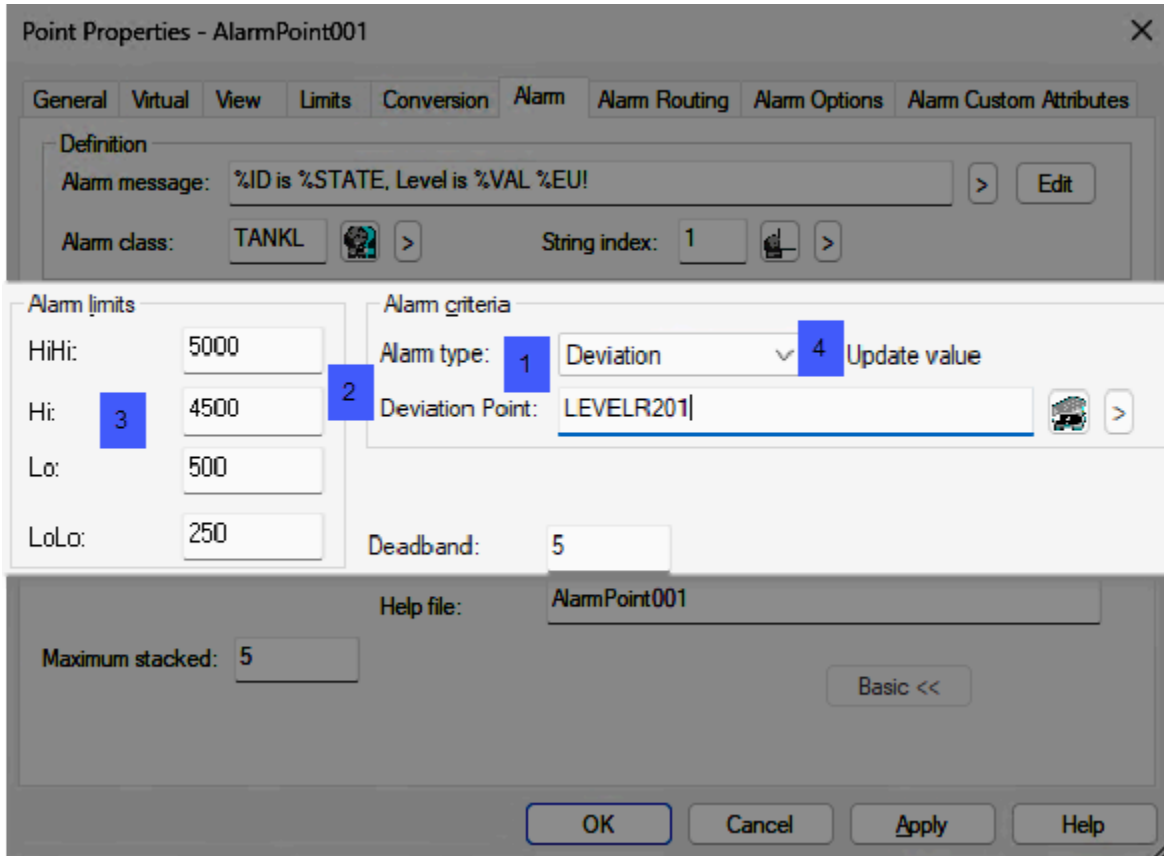 Point Properties - AlarmPoint001
General Virtual View Limits Conversion Alarm Alarm Routing Alarm Options Alarm Custom Attributes
Definition
Alarm message: %ID is %STATE, Level is %VAL %EU! > Edit
Alarm class: TANKL > String index: 1 >
Alarm limits
HiHi: 5000
Hi: 3 4500
Lo: 500
LoLo: 250
Alarm criteria
Alarm type: 1 Deviation 4 Update value
2 Deviation Point: LEVELR201 >
Deadband: 5
Help file: AlarmPoint001
Maximum stacked: 5
Basic <<
OK Cancel Apply Help